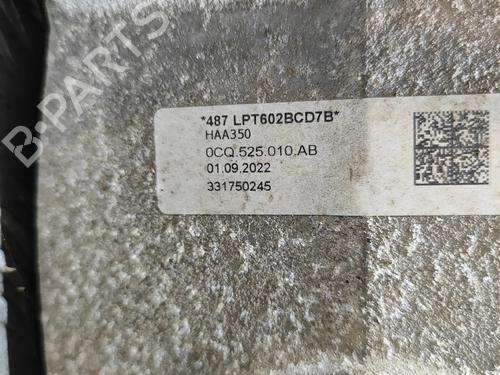 *487 LPT602BCD7B*
HAA350
0CQ.525.010.AB
01.09.2022
331750245
B-PARTS